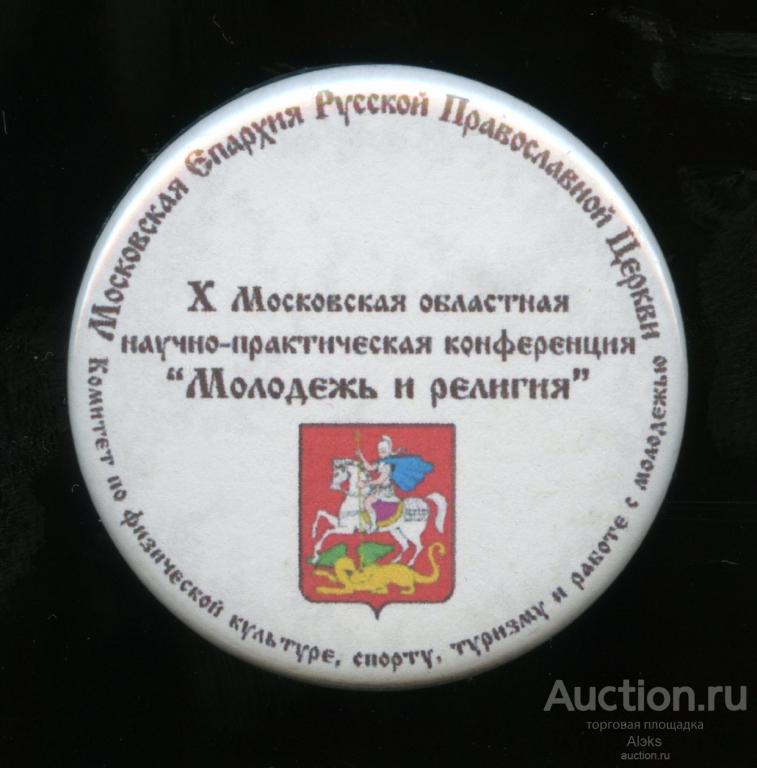 Московская Епархия Русской Православной Церкви
X Московская областная
научно-практическая конференция
“Молодежь и религия”
Комитет по физической культуре, спорту, туризму и работе с молодежью
Auction.ru
торговая площадка
Alэks
auction.ru